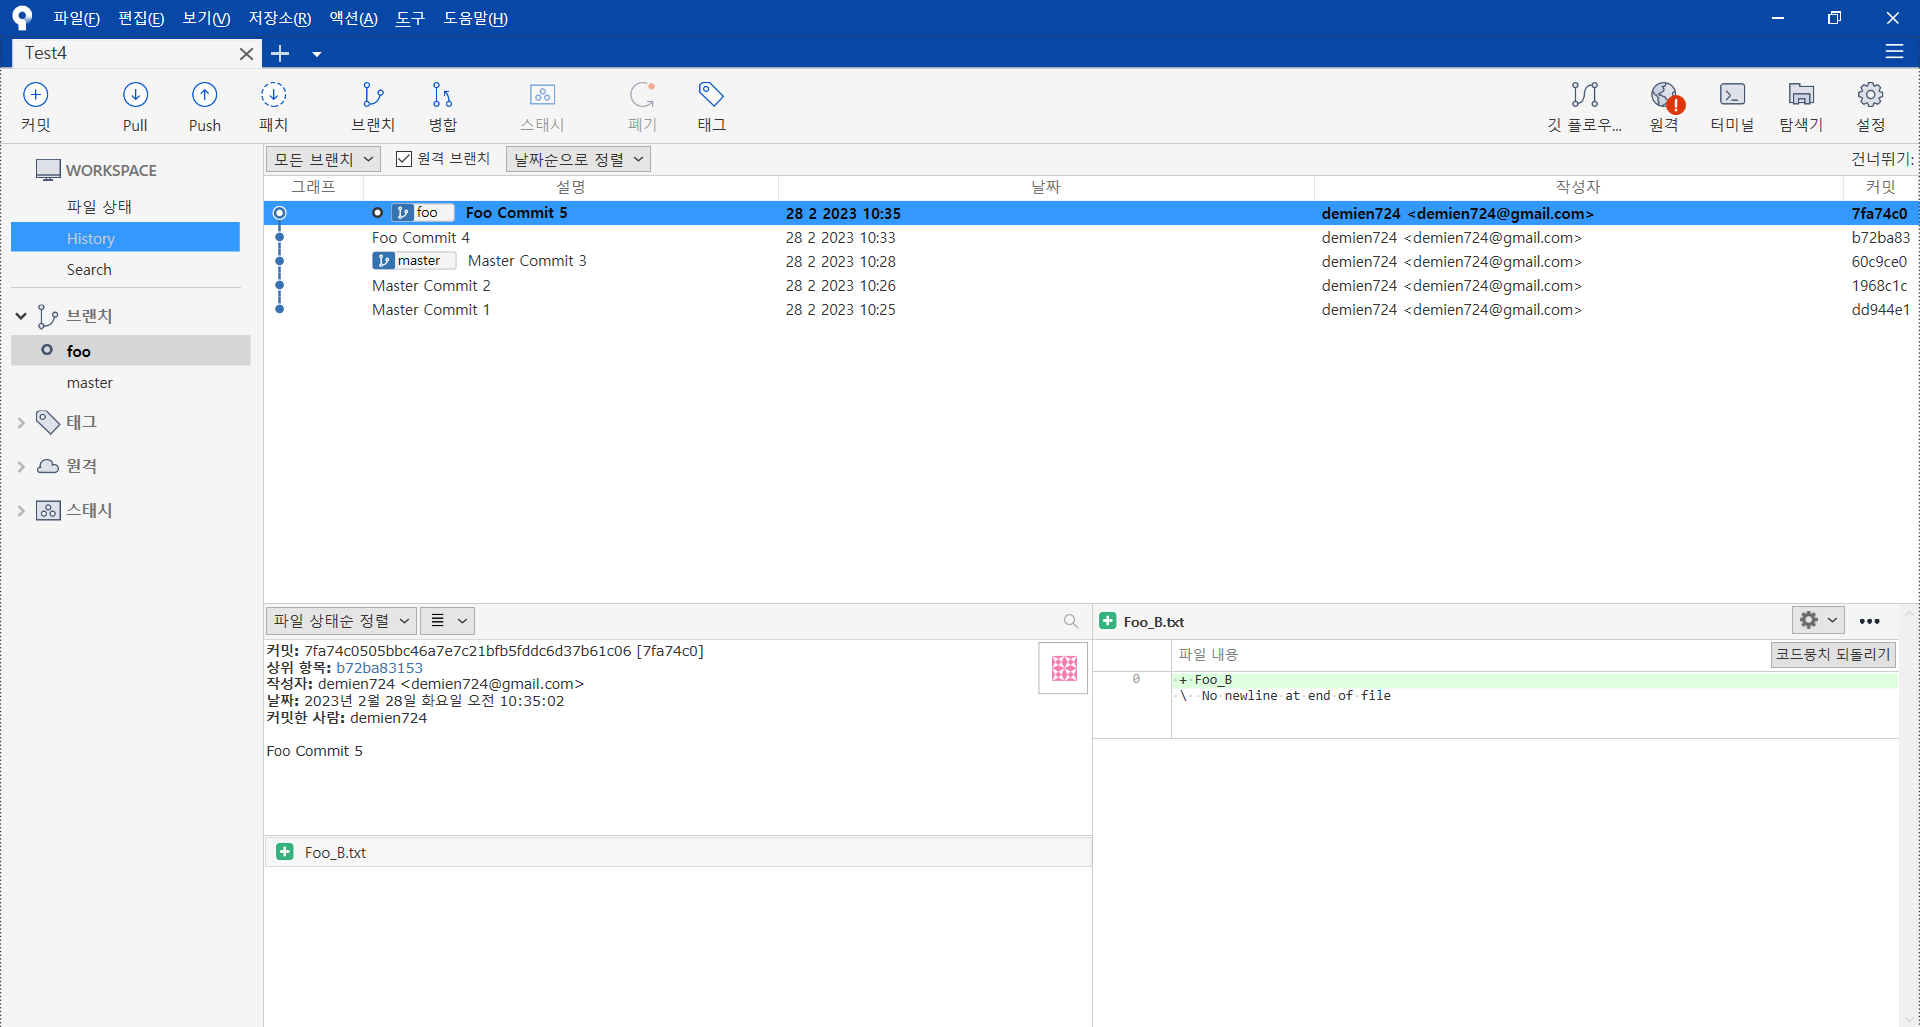 파일(F) 편집(E) 보기(V) 저장소(R) 액션(A) 도구 도움말(H)
Test4
커밋 Pull Push 패치 브랜치 병합 스태시 폐기 태그 깃 플로우... 원격 터미널 탐색기 설정
WORKSPACE
파일 상태
History
Search
브랜치
foo
master
태그
원격
스태시
모든 브랜치 원격 브랜치 날짜순으로 정렬 건너뛰기:
그래프 설명 날짜 작성자 커밋
foo Foo Commit 5 28 2 2023 10:35 demien724 <demien724@gmail.com> 7fa74c0
Foo Commit 4 28 2 2023 10:33 demien724 <demien724@gmail.com> b72ba83
master Master Commit 3 28 2 2023 10:28 demien724 <demien724@gmail.com> 60c9ce0
Master Commit 2 28 2 2023 10:26 demien724 <demien724@gmail.com> 1968c1c
Master Commit 1 28 2 2023 10:25 demien724 <demien724@gmail.com> dd944e1
파일 상태순 정렬
커밋: 7fa74c0505bbc46a7e7c21bfb5fddc6d37b61c06 [7fa74c0]
상위 항목: b72ba83153
작성자: demien724 <demien724@gmail.com>
날짜: 2023년 2월 28일 화요일 오전 10:35:02
커밋한 사람: demien724
Foo Commit 5
Foo_B.txt
Foo_B.txt
파일 내용 코드뭉치 되돌리기
0 + Foo_B
\ No newline at end of file